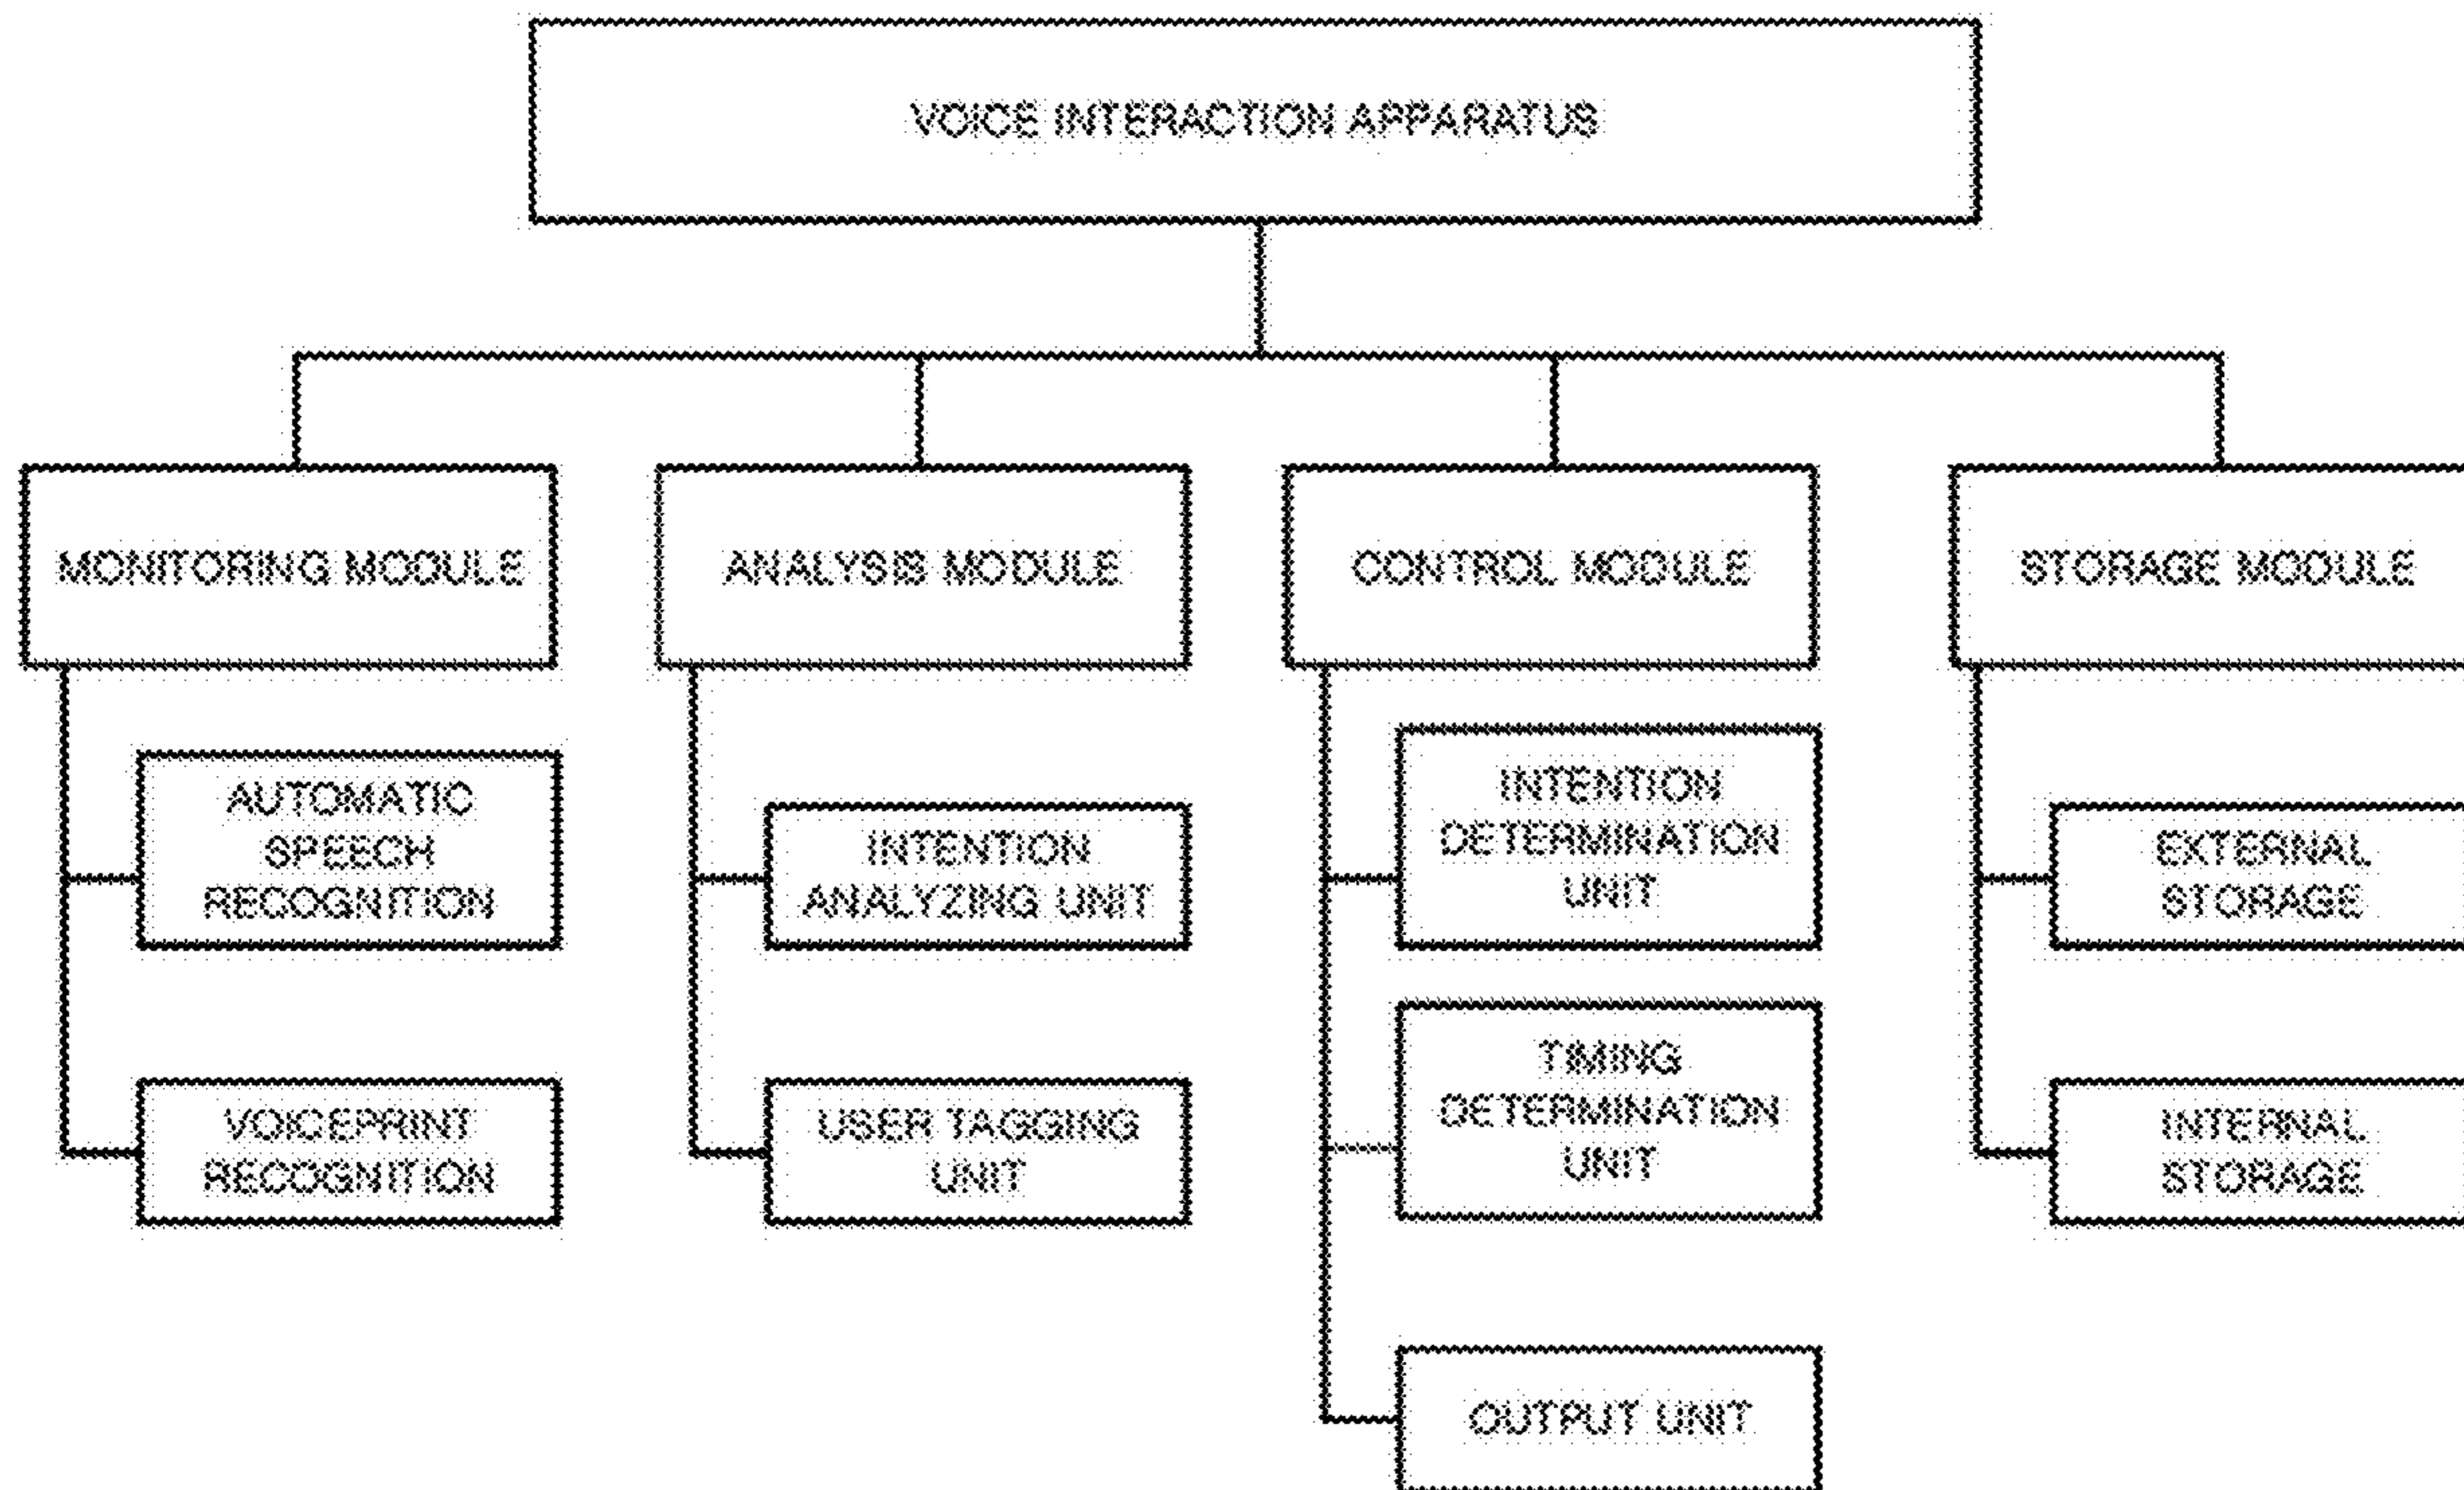 VOICE INTERACTION APPARATUS
MONITORING MODULE
ANALYSIS MODULE
CONTROL MODULE
STORAGE MODULE
AUTOMATIC
SPEECH
RECOGNITION
VOICEPRINT
RECOGNITION
INTENTION
ANALYZING UNIT
USER TAGGING
UNIT
INTENTION
DETERMINATION
UNIT
TIMING
DETERMINATION
UNIT
OUTPUT UNIT
EXTERNAL
STORAGE
INTERNAL
STORAGE